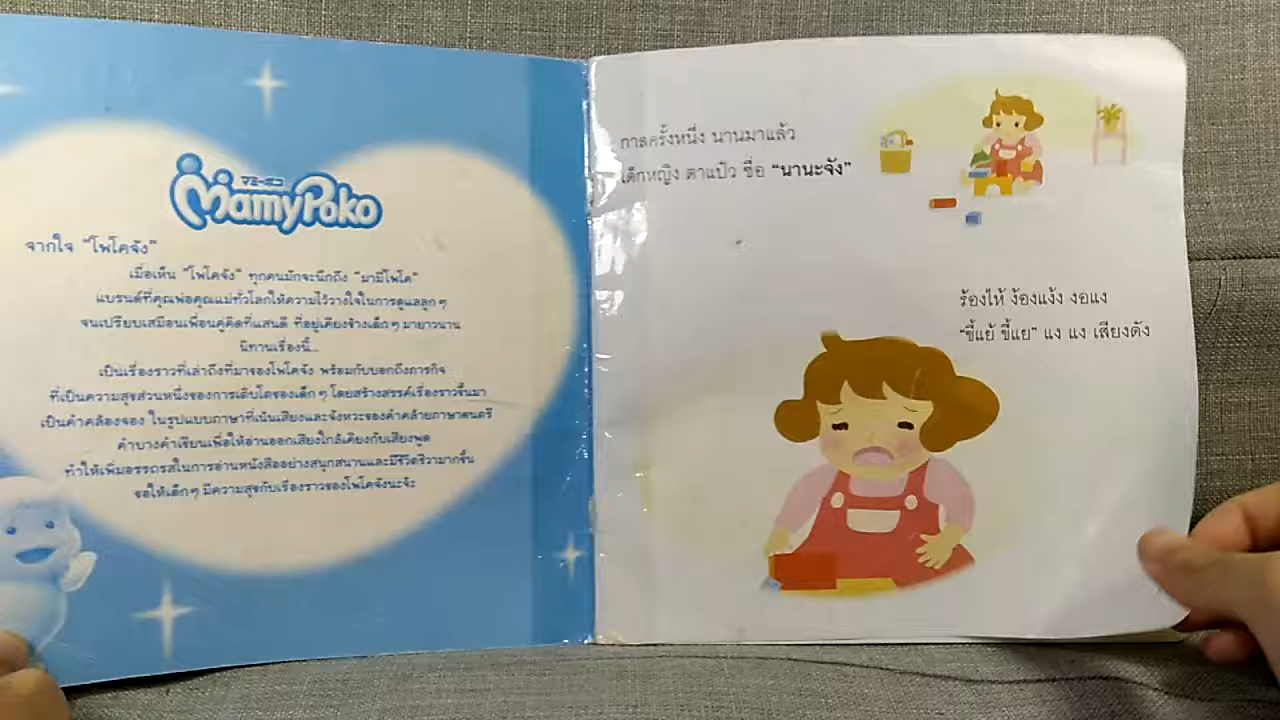 マミーポコ
MamyPoko
จากใจ "โพโคจัง"
เมื่อเห็น "โพโคจัง" ทุกคนมักจะนึกถึง "มามีโพโค"
แบรนด์ที่คุณพ่อคุณแม่ทั่วโลกให้ความไว้วางใจในการดูแลลูกๆ
จนเปรียบเสมือนเพื่อนคู่คิดที่แสนดี ที่อยู่เคียงข้างเด็กๆ มายาวนาน
นิทานเรื่องนี้...
เป็นเรื่องราวที่เล่าถึงที่มาของโพโคจัง พร้อมกับบอกถึงภารกิจ
ที่เป็นความสุขส่วนหนึ่งของการเติบโตของเด็กๆ โดยสร้างสรรค์เรื่องราวขึ้นมา
เป็นคำคล้องจอง ในรูปแบบภาษาที่เน้นเสียงและจังหวะของคำคล้ายภาษาดนตรี
คำบางคำเขียนเพื่อให้อ่านออกเสียงใกล้เคียงกับเสียงพูด
ทำให้เพิ่มอรรถรสในการอ่านหนังสืออย่างสนุกสนานและมีชีวิตชีวามากขึ้น
ขอให้เด็กๆ มีความสุขกับเรื่องราวของโพโคจังนะจ๊ะ
กาลครั้งหนึ่ง นานมาแล้ว
เด็กหญิง ตาแป๋ว ชื่อ "นานะจัง"
ร้องไห้ ง้องแง้ง งอแง
"ขี้แย้ ขี้แย" แง แง เสียงดัง